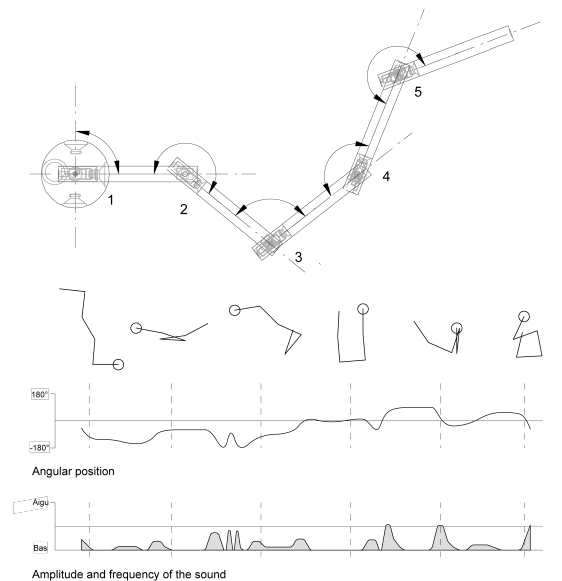 5
1
2
4
3
180°
-180°
Angular position
Aigu
Bas
Amplitude and frequency of the sound